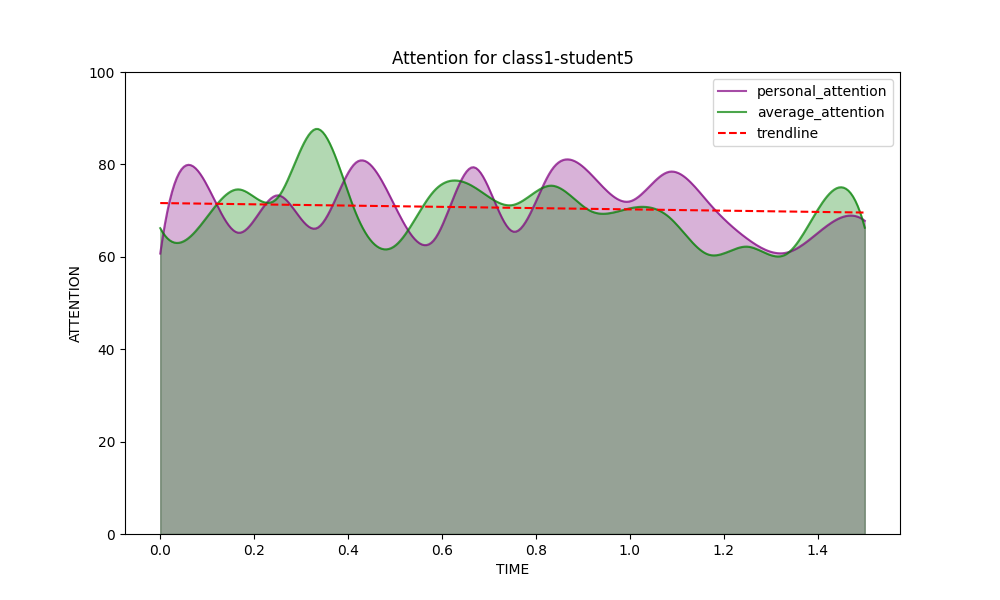 Attention for class1-student5
personal_attention
average_attention
trendline
100
80
60
40
20
0
ATTENTION
0.0 0.2 0.4 0.6 0.8 1.0 1.2 1.4
TIME